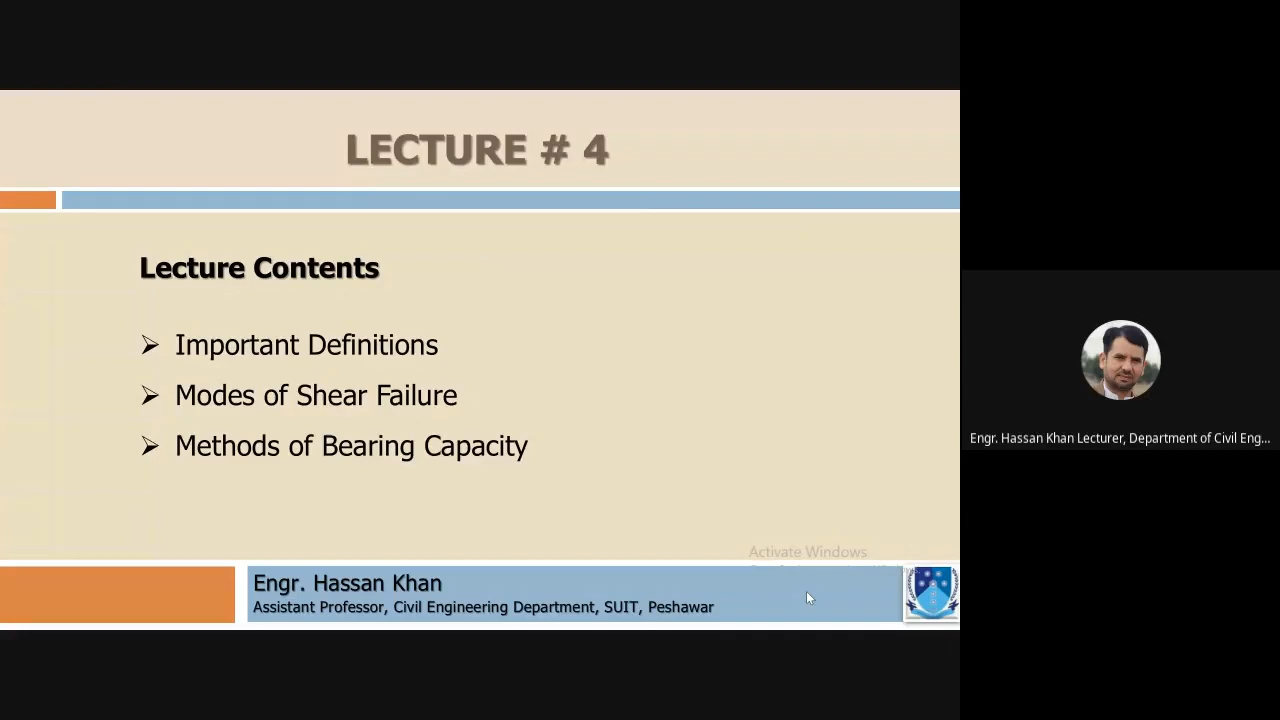 LECTURE # 4
Lecture Contents
Important Definitions
Modes of Shear Failure
Methods of Bearing Capacity
Activate Windows
Engr. Hassan Khan
Assistant Professor, Civil Engineering Department, SUIT, Peshawar
Engr. Hassan Khan Lecturer, Department of Civil Eng...